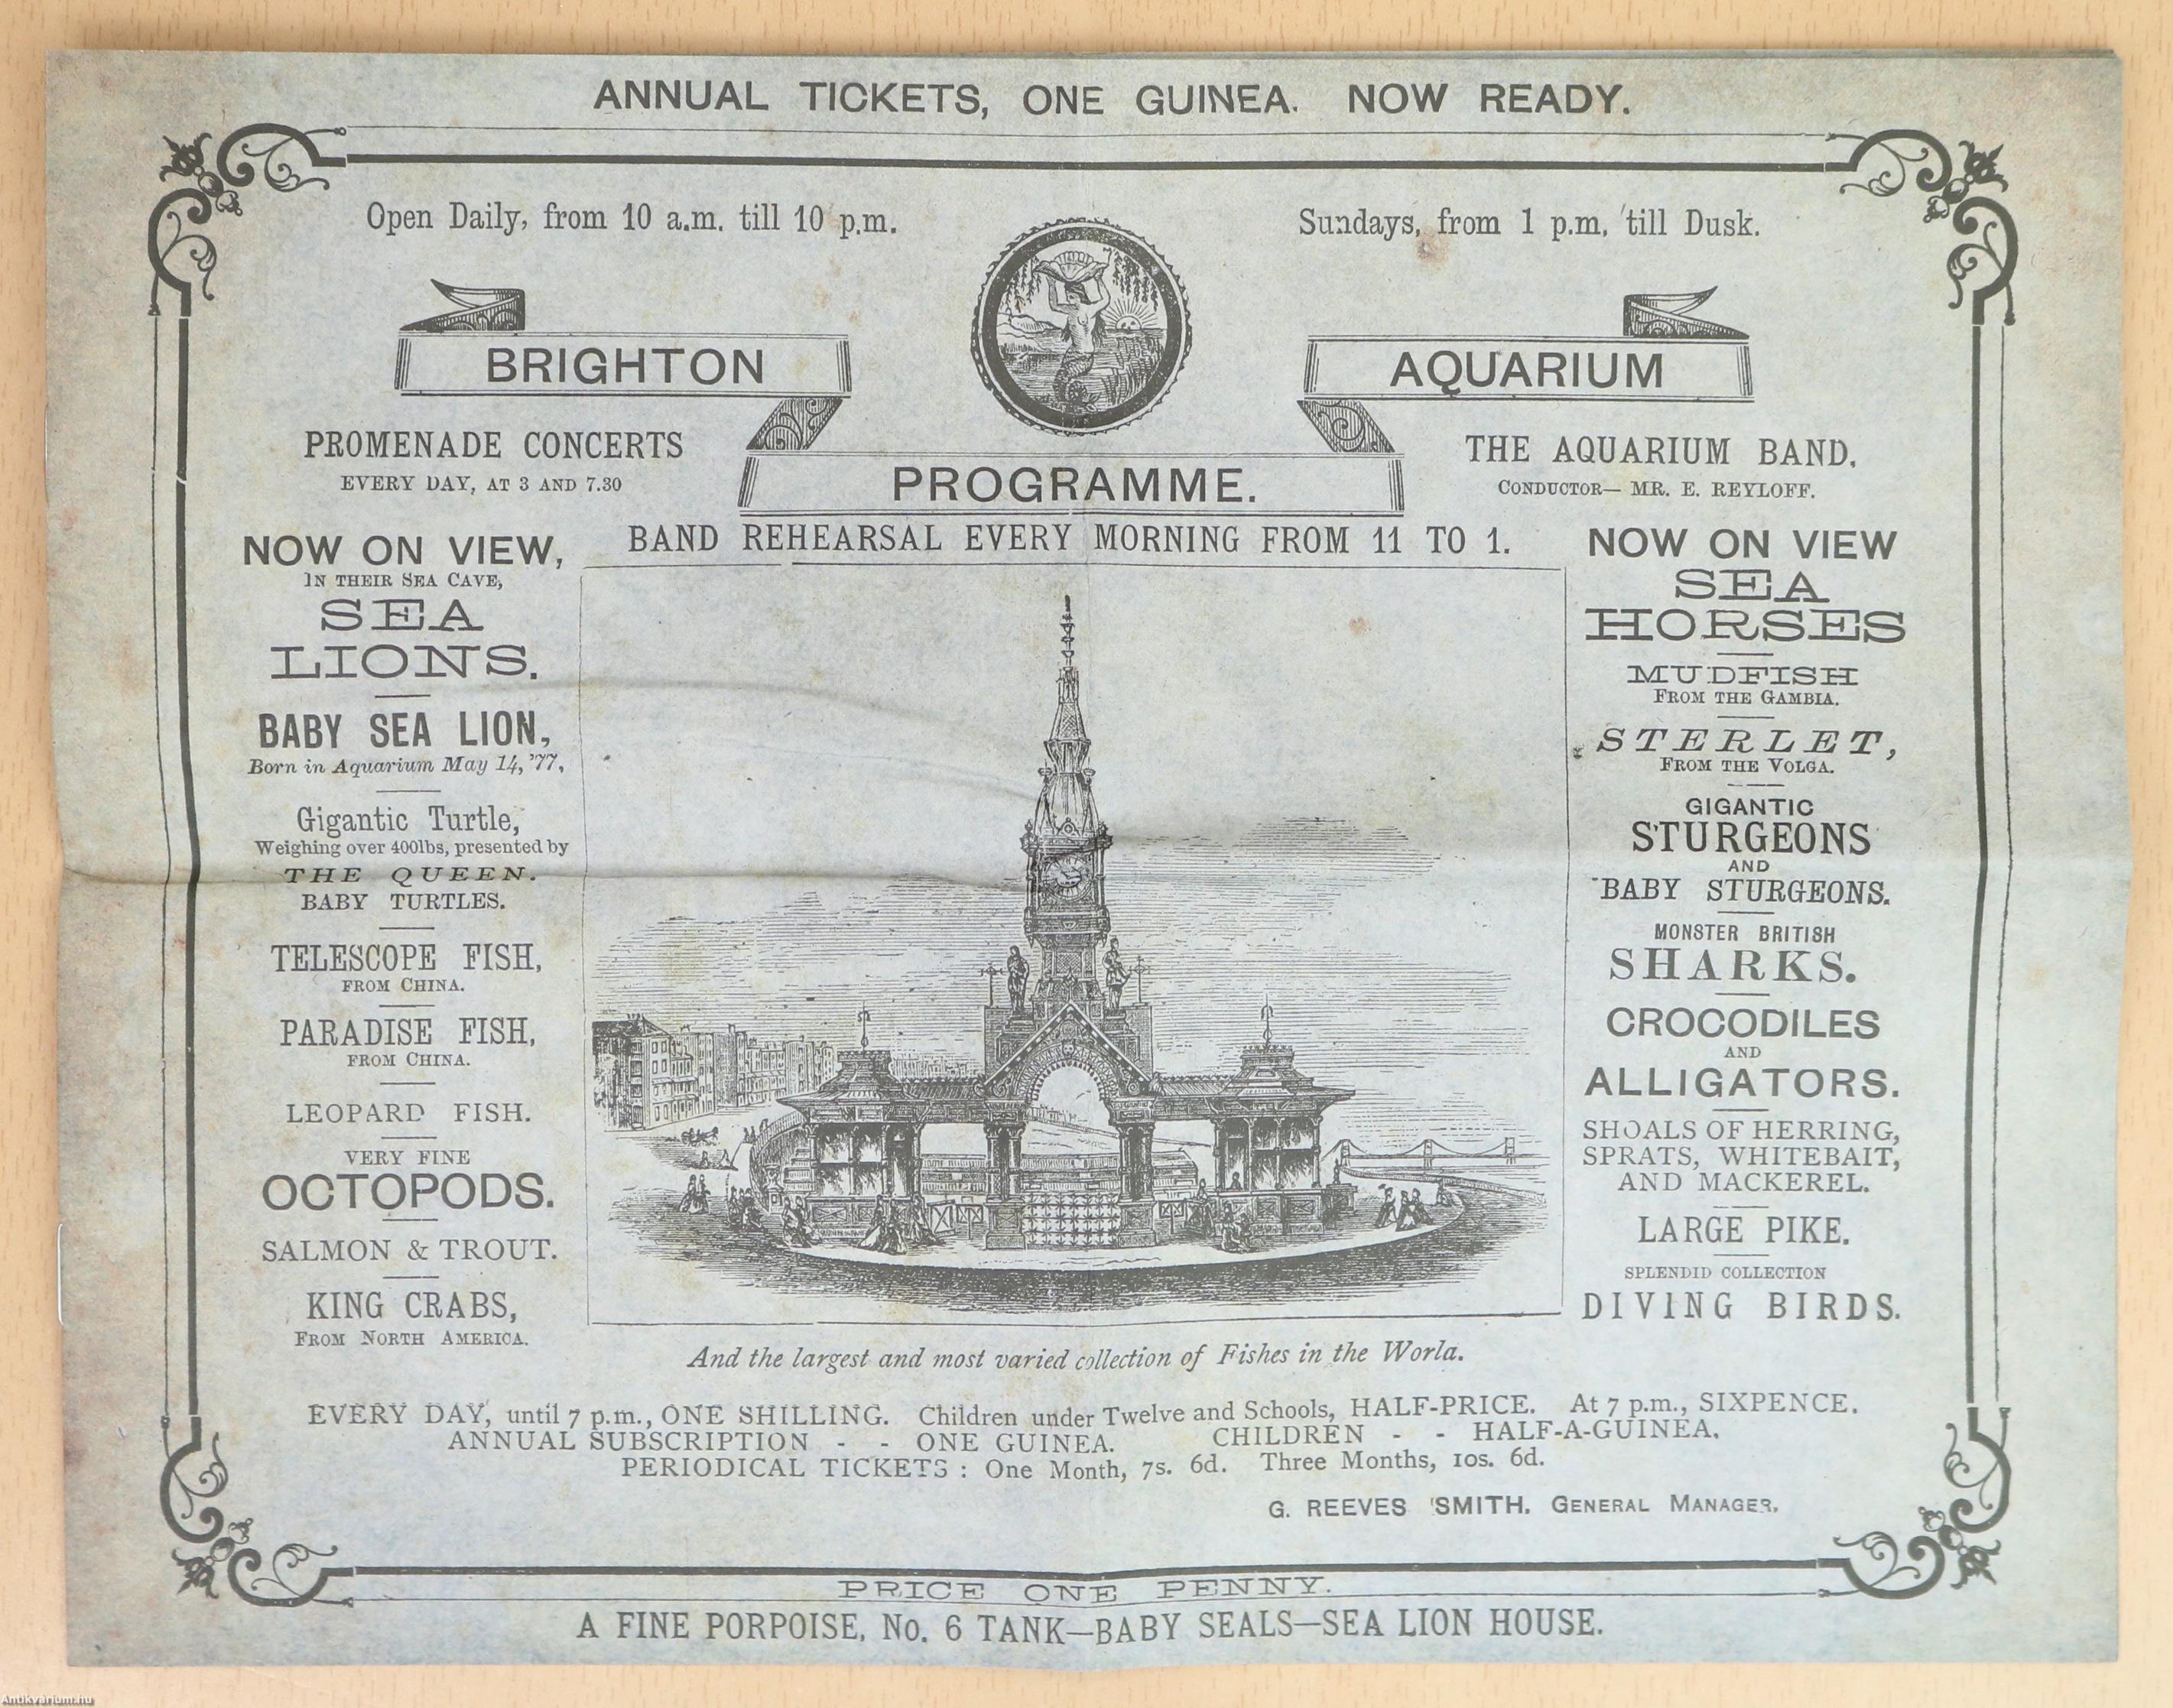 ANNUAL TICKETS, ONE GUINEA. NOW READY.
Open Daily, from 10 a.m. till 10 p.m.
Sundays, from 1 p.m. 'till Dusk.
BRIGHTON
AQUARIUM
PROGRAMME.
PROMENADE CONCERTS
EVERY DAY, AT 3 AND 7.30
THE AQUARIUM BAND,
CONDUCTOR— MR. E. REYLOFF.
BAND REHEARSAL EVERY MORNING FROM 11 TO 1.
NOW ON VIEW,
IN THEIR SEA CAVE,
SEA
LIONS.
BABY SEA LION,
Born in Aquarium May 14, '77,
Gigantic Turtle,
Weighing over 400lbs, presented by
THE QUEEN.
BABY TURTLES.
TELESCOPE FISH,
FROM CHINA.
PARADISE FISH,
FROM CHINA.
LEOPARD FISH.
VERY FINE
OCTOPODS.
SALMON & TROUT.
KING CRABS,
FROM NORTH AMERICA.
NOW ON VIEW
SEA
HORSES
MUDFISH
FROM THE GAMBIA.
STERLET,
FROM THE VOLGA.
GIGANTIC
STURGEONS
AND
BABY STURGEONS.
MONSTER BRITISH
SHARKS.
CROCODILES
AND
ALLIGATORS.
SHOALS OF HERRING,
SPRATS, WHITEBAIT,
AND MACKEREL.
LARGE PIKE.
SPLENDID COLLECTION
DIVING BIRDS.
And the largest and most varied collection of Fishes in the Worla.
EVERY DAY, until 7 p.m., ONE SHILLING. Children under Twelve and Schools, HALF-PRICE. At 7 p.m., SIXPENCE.
ANNUAL SUBSCRIPTION - - ONE GUINEA. CHILDREN - - HALF-A-GUINEA.
PERIODICAL TICKETS : One Month, 7s. 6d. Three Months, 10s. 6d.
G. REEVES SMITH. GENERAL MANAGER.
PRICE ONE PENNY.
A FINE PORPOISE, No. 6 TANK—BABY SEALS—SEA LION HOUSE.
Antikvarium.hu